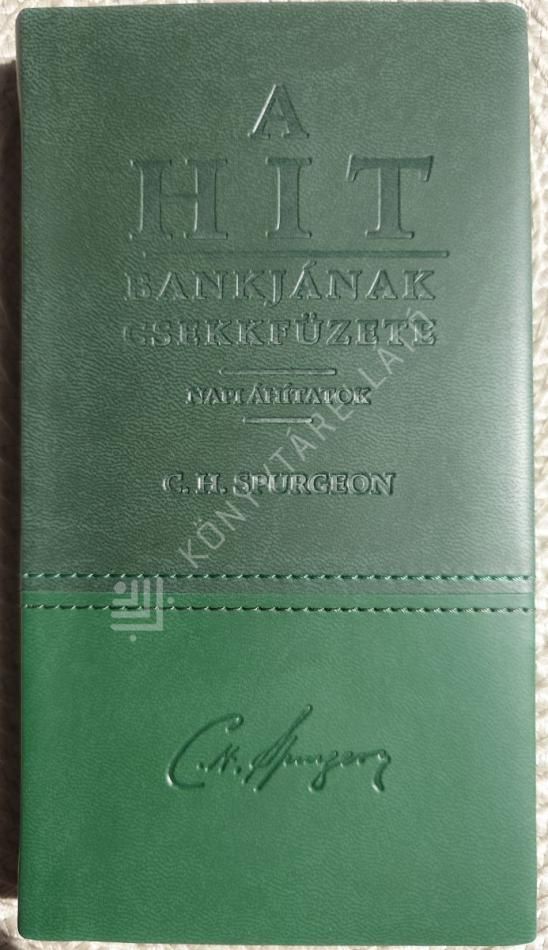 A
HIT
BANKJÁNAK
CSEKKFÜZETE
NAPI ÁHÍTATOK
C. H. SPURGEON
KÖNYVTÁRELLÁTÓ
C. H. Spurgeon